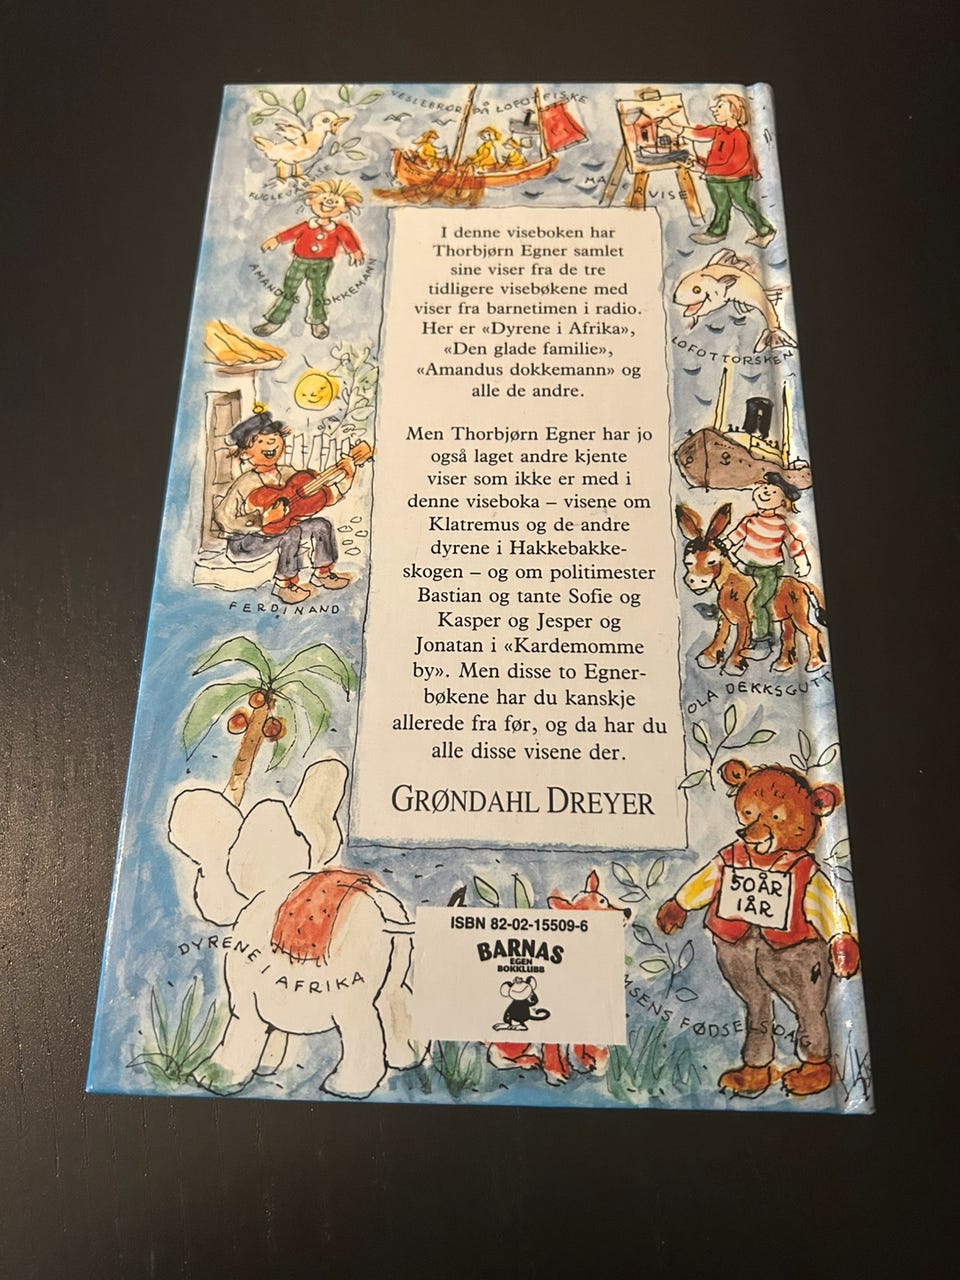 VESLEBROR PÅ LOFOTFISKE
FUGLEVISE
MALERVISE
AMANDUS DOKKEMANN
LOFOTTORSKEN
I denne viseboken har
Thorbjørn Egner samlet
sine viser fra de tre
tidligere visebøkene med
viser fra barnetimen i radio.
Her er «Dyrene i Afrika»,
«Den glade familie»,
«Amandus dokkemann» og
alle de andre.
Men Thorbjørn Egner har jo
også laget andre kjente
viser som ikke er med i
denne viseboka – visene om
Klatremus og de andre
dyrene i Hakkebakke-
skogen – og om politimester
Bastian og tante Sofie og
Kasper og Jesper og
Jonatan i «Kardemomme
by». Men disse to Egner-
bøkene har du kanskje
allerede fra før, og da har du
alle disse visene der.
GRØNDAHL DREYER
FERDINAND
OLA DEKKSGUTT
50 ÅR
I ÅR
DYRENE I AFRIKA
MSENS FØDSELSDAG
ISBN 82-02-15509-6
BARNAS
EGEN
BOKKLUBB